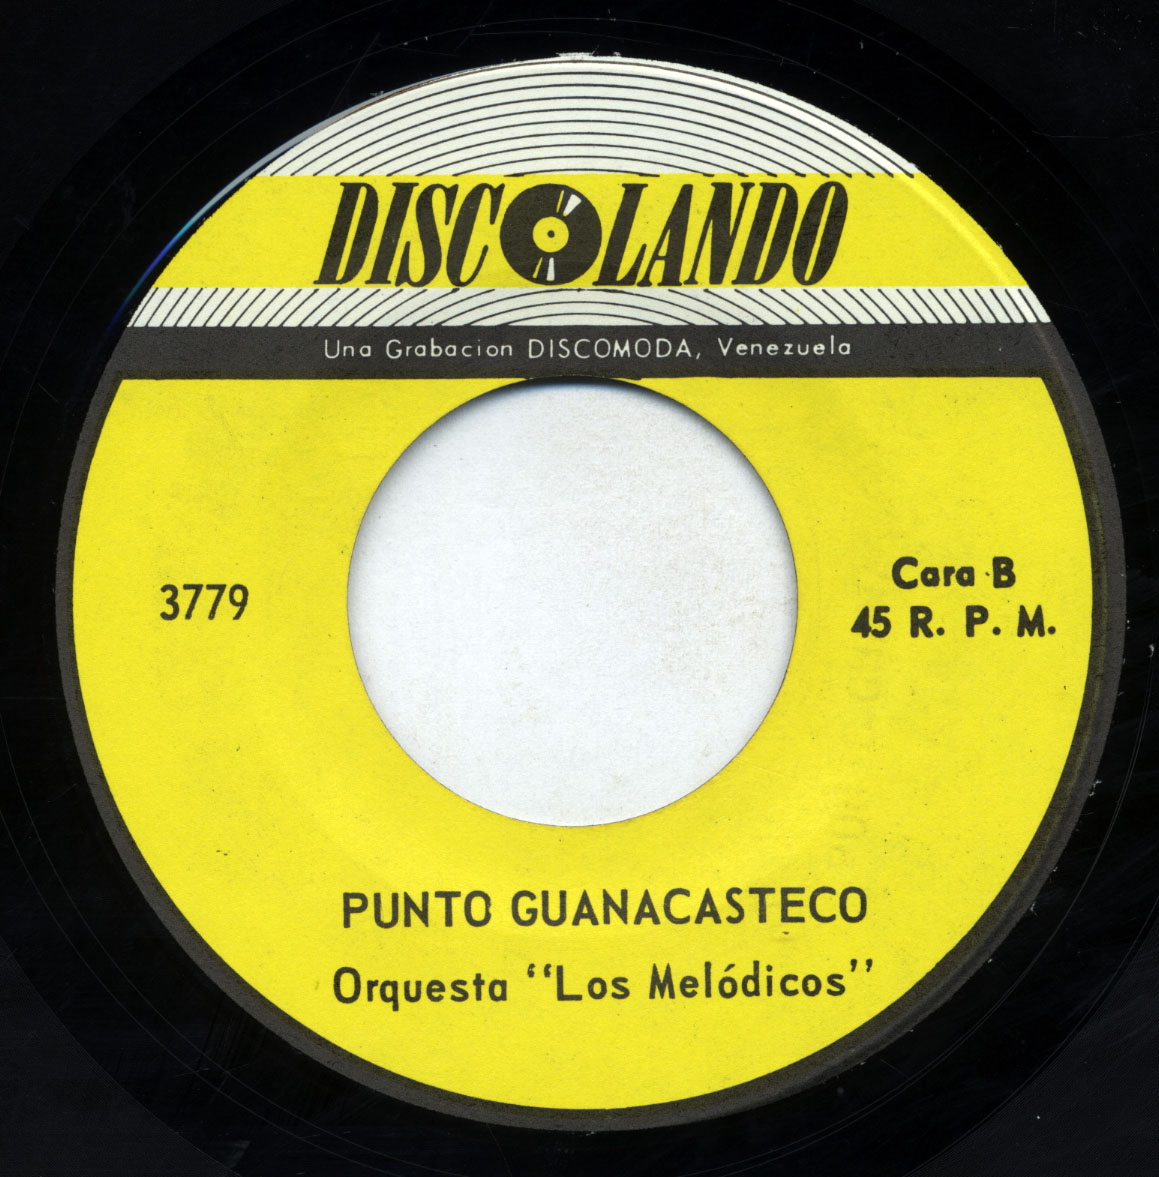 DISCOLANDO
Una Grabacion DISCOMODA, Venezuela
3779
Cara B
45 R. P. M.
PUNTO GUANACASTECO
Orquesta "Los Melódicos"